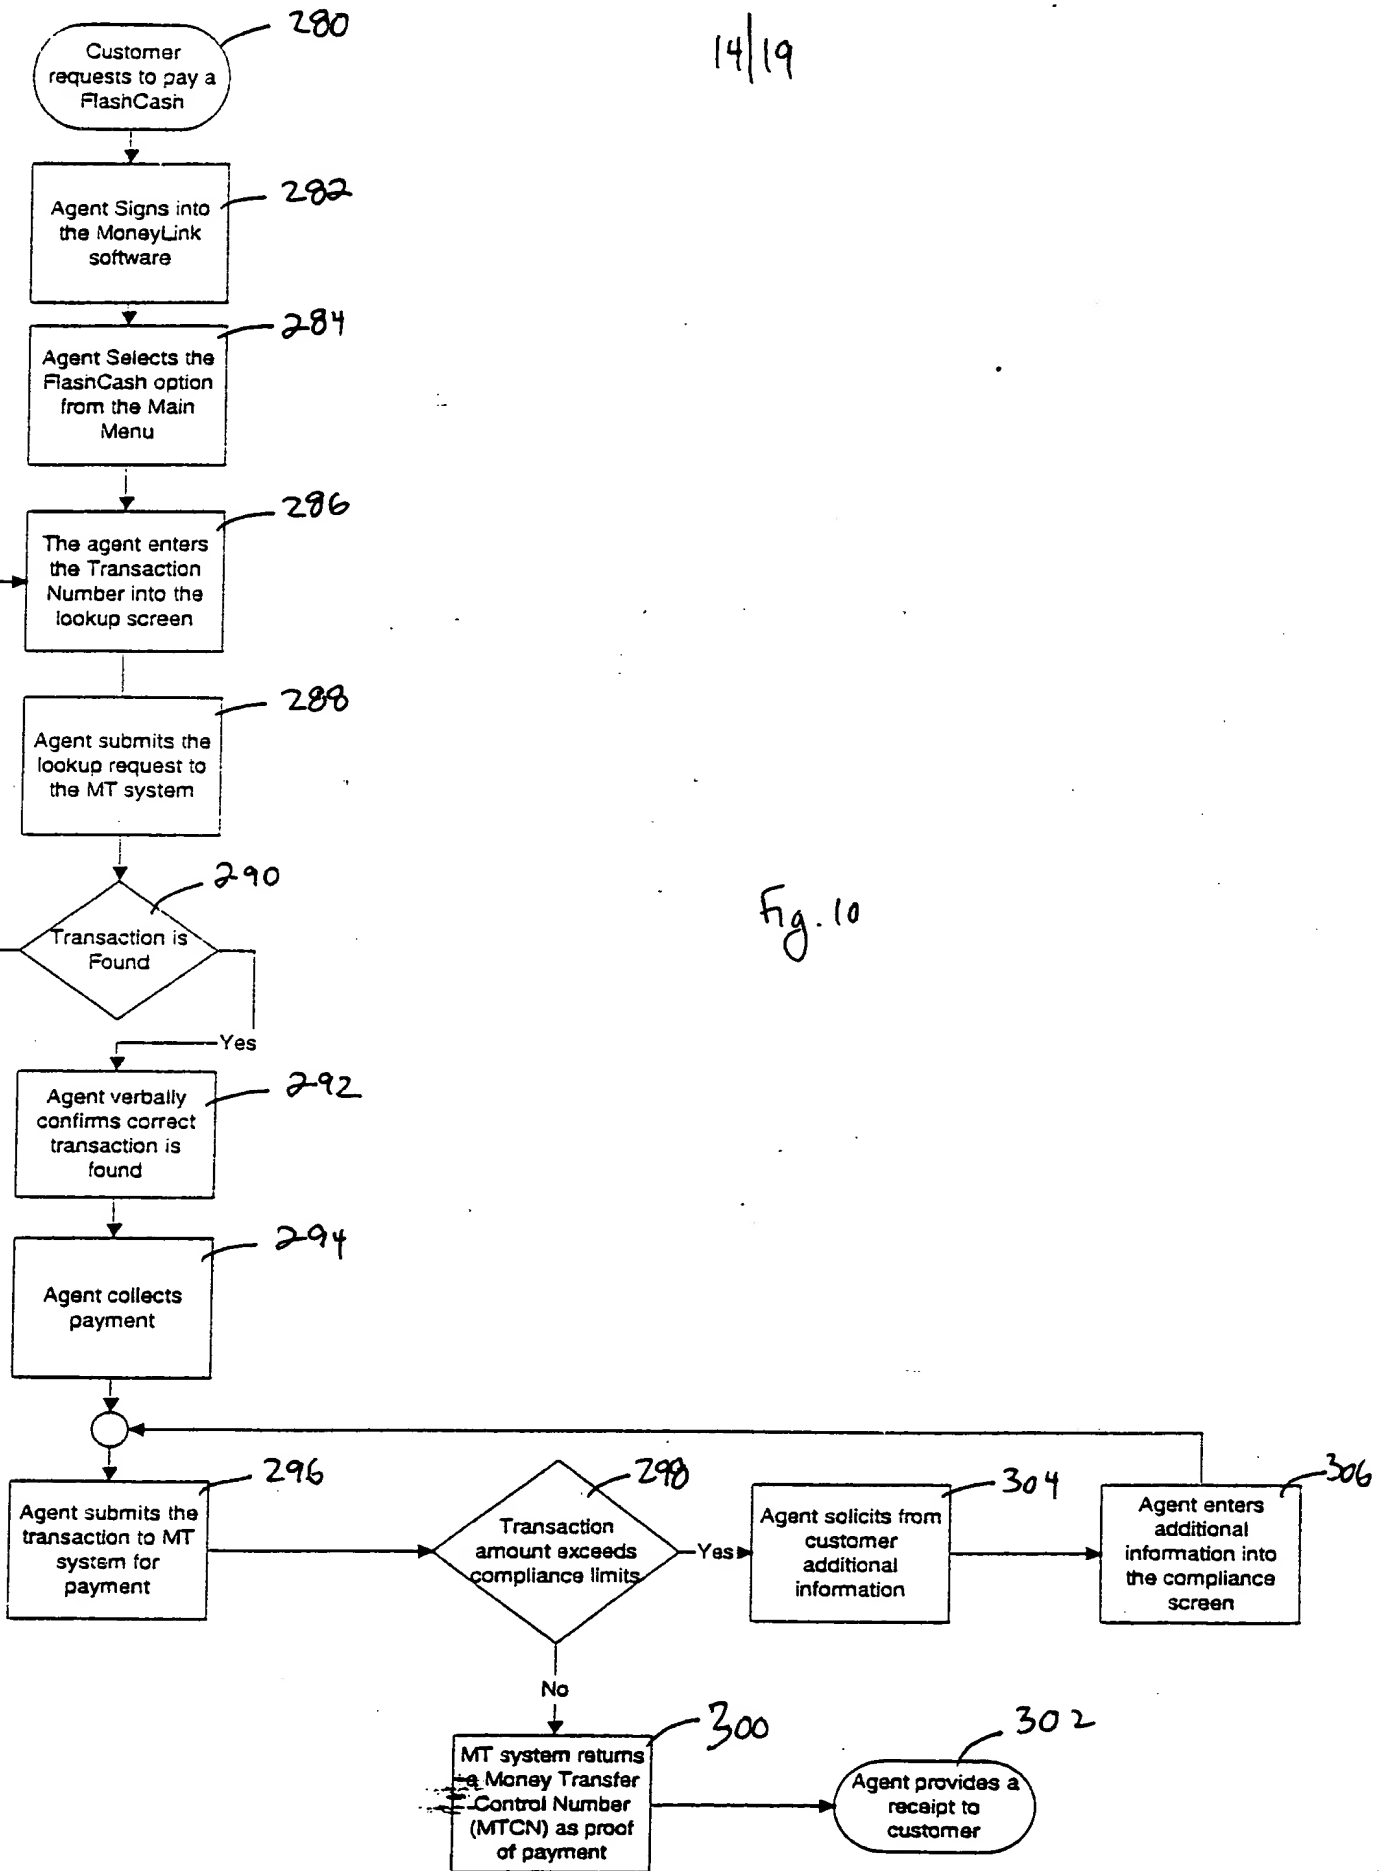 14/19
280
Customer
requests to pay a
FlashCash
282
Agent Signs into
the MoneyLink
software
284
Agent Selects the
FlashCash option
from the Main
Menu
286
The agent enters
the Transaction
Number into the
lookup screen
288
Agent submits the
lookup request to
the MT system
290
Transaction is
Found
Fig. 10
Yes
292
Agent verbally
confirms correct
transaction is
found
294
Agent collects
payment
296
Agent submits the
transaction to MT
system for
payment
298
Transaction
amount exceeds
compliance limits
Yes
304
Agent solicits from
customer
additional
information
306
Agent enters
additional
information into
the compliance
screen
No
300
MT system returns
a Money Transfer
Control Number
(MTCN) as proof
of payment
302
Agent provides a
receipt to
customer